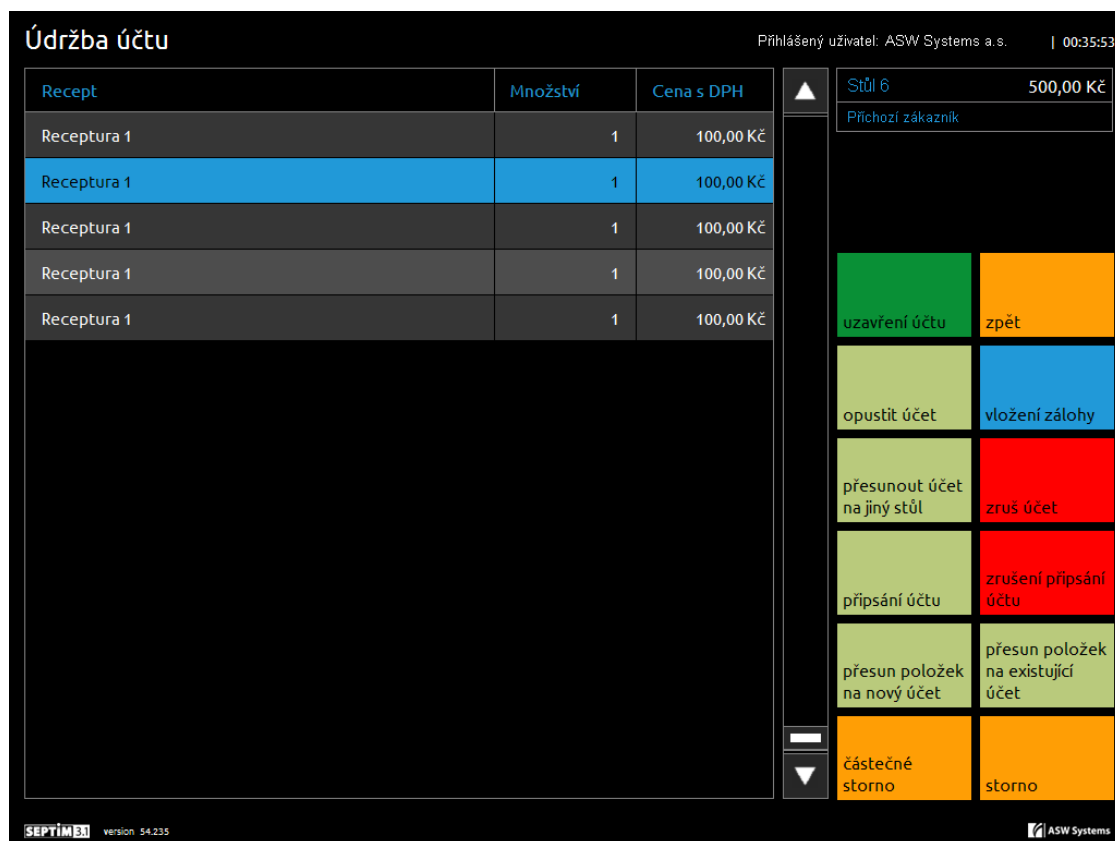 Údržba účtu
Přihlášený uživatel: ASW Systems a.s. | 00:35:53
Recept Množství Cena s DPH
Receptura 1 1 100,00 Kč
Receptura 1 1 100,00 Kč
Receptura 1 1 100,00 Kč
Receptura 1 1 100,00 Kč
Receptura 1 1 100,00 Kč
Stůl 6 500,00 Kč
Příchozí zákazník
uzavření účtu
zpět
opustit účet
vložení zálohy
přesunout účet
na jiný stůl
zruš účet
připsání účtu
zrušení připsání
účtu
přesun položek
na nový účet
přesun položek
na existující
účet
částečné
storno
storno
SEPTIM 3.1 version 54.235
ASW Systems